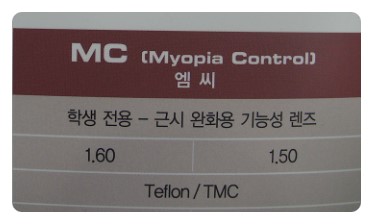 MC (Myopia Control)
엠 씨
학생 전용 - 근시 완화용 기능성 렌즈
1.60 1.50
Teflon / TMC